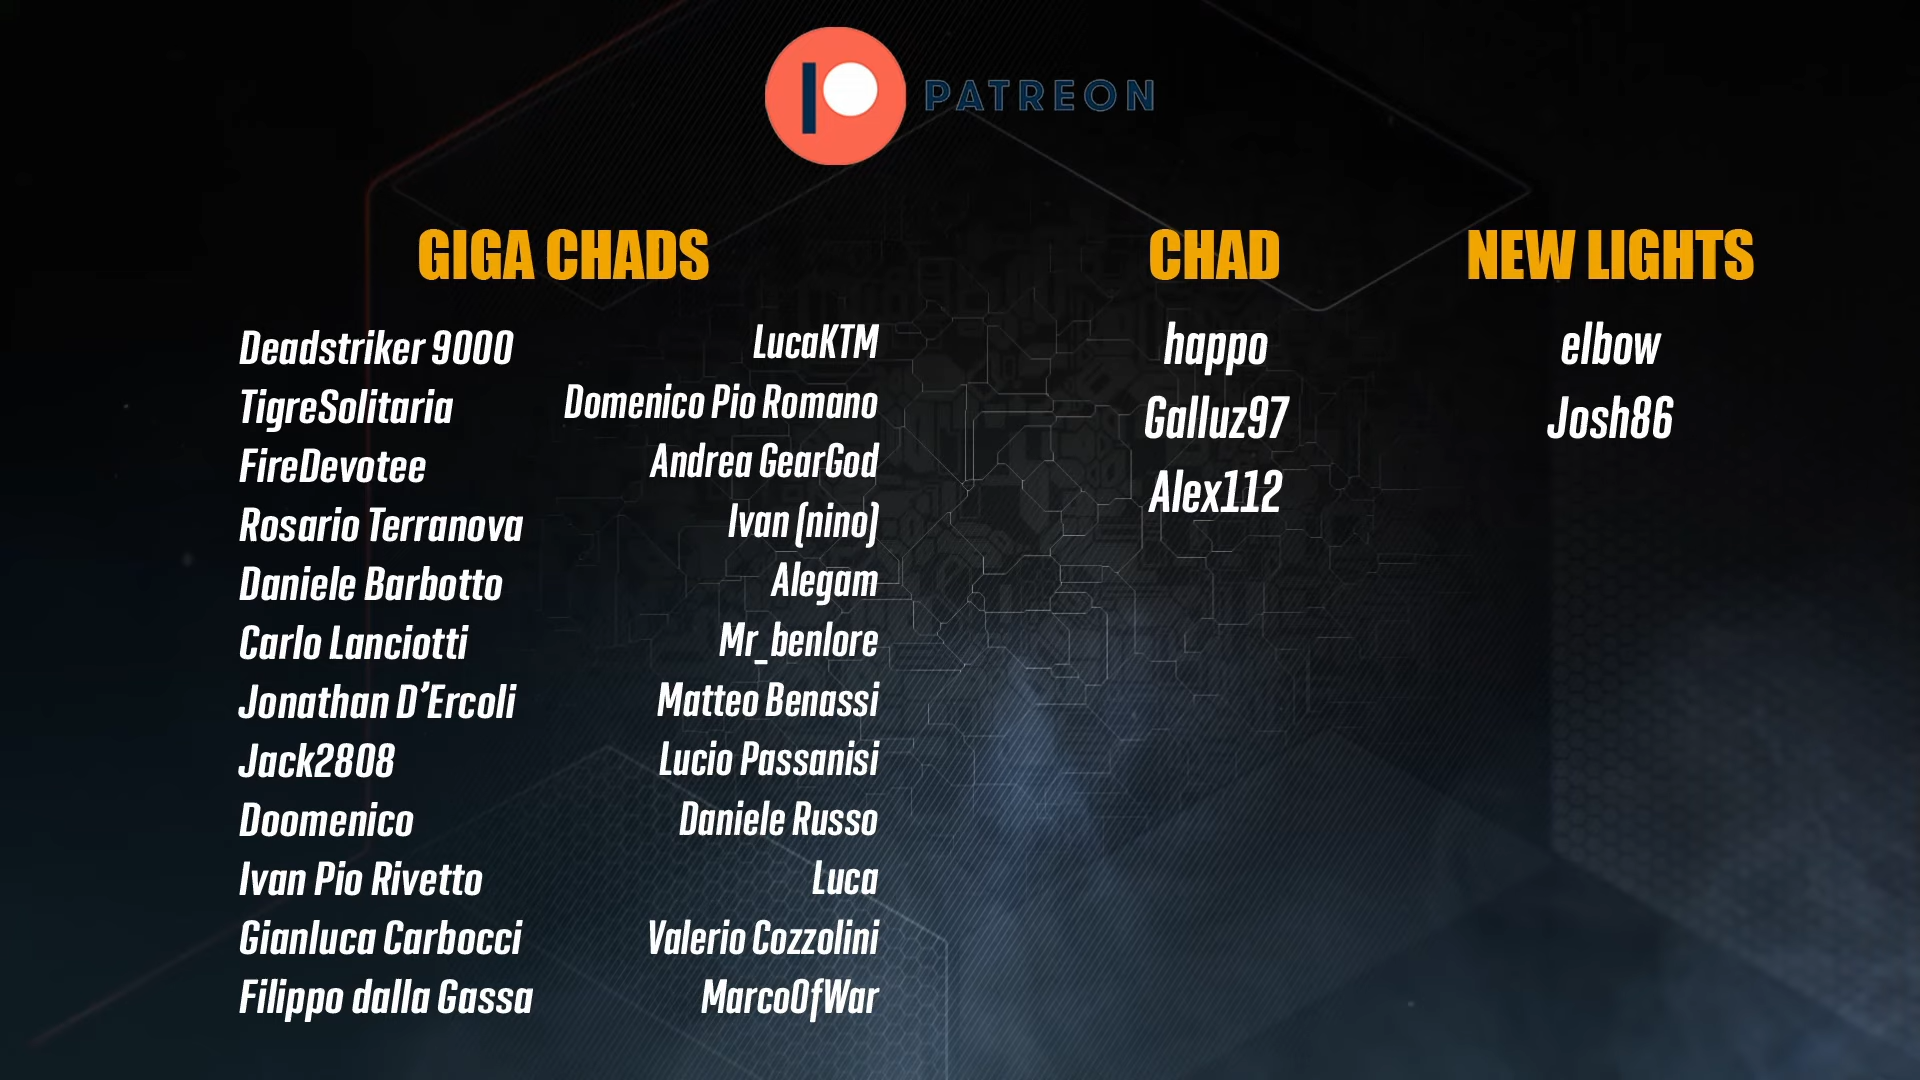 PATREON
GIGA CHADS
Deadstriker 9000
TigreSolitaria
FireDevotee
Rosario Terranova
Daniele Barbotto
Carlo Lanciotti
Jonathan D’Ercoli
Jack2808
Doomenico
Ivan Pio Rivetto
Gianluca Carbocci
Filippo dalla Gassa
LucaKTM
Domenico Pio Romano
Andrea GearGod
Ivan (nino)
Alegam
Mr_benlore
Matteo Benassi
Lucio Passanisi
Daniele Russo
Luca
Valerio Cozzolini
MarcoOfWar
CHAD
happo
Galluz97
Alex112
NEW LIGHTS
elbow
Josh86